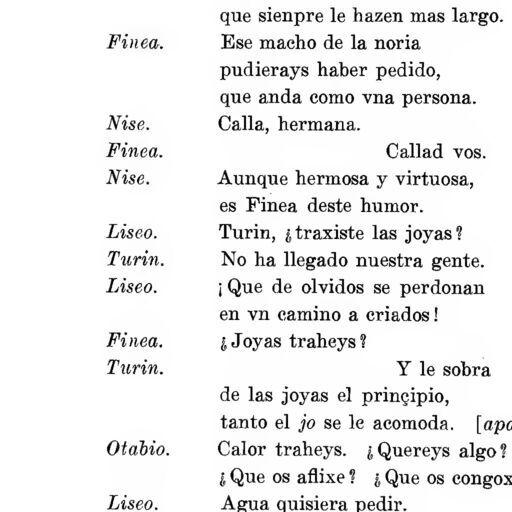 que sienpre le hazen mas largo.
Finea. Ese macho de la noria
pudierays haber pedido,
que anda como vna persona.
Nise. Calla, hermana.
Finea. Callad vos.
Nise. Aunque hermosa y virtuosa,
es Finea deste humor.
Liseo. Turin, ¿traxiste las joyas?
Turin. No ha llegado nuestra gente.
Liseo. ¡Que de olvidos se perdonan
en vn camino a criados!
Finea. ¿Joyas traheys?
Turin. Y le sobra
de las joyas el prinçipio,
tanto el jo se le acomoda. [apa
Otabio. Calor traheys. ¿Quereys algo?
¿Que os aflixe? ¿Que os congox
Liseo. Agua quisiera pedir.